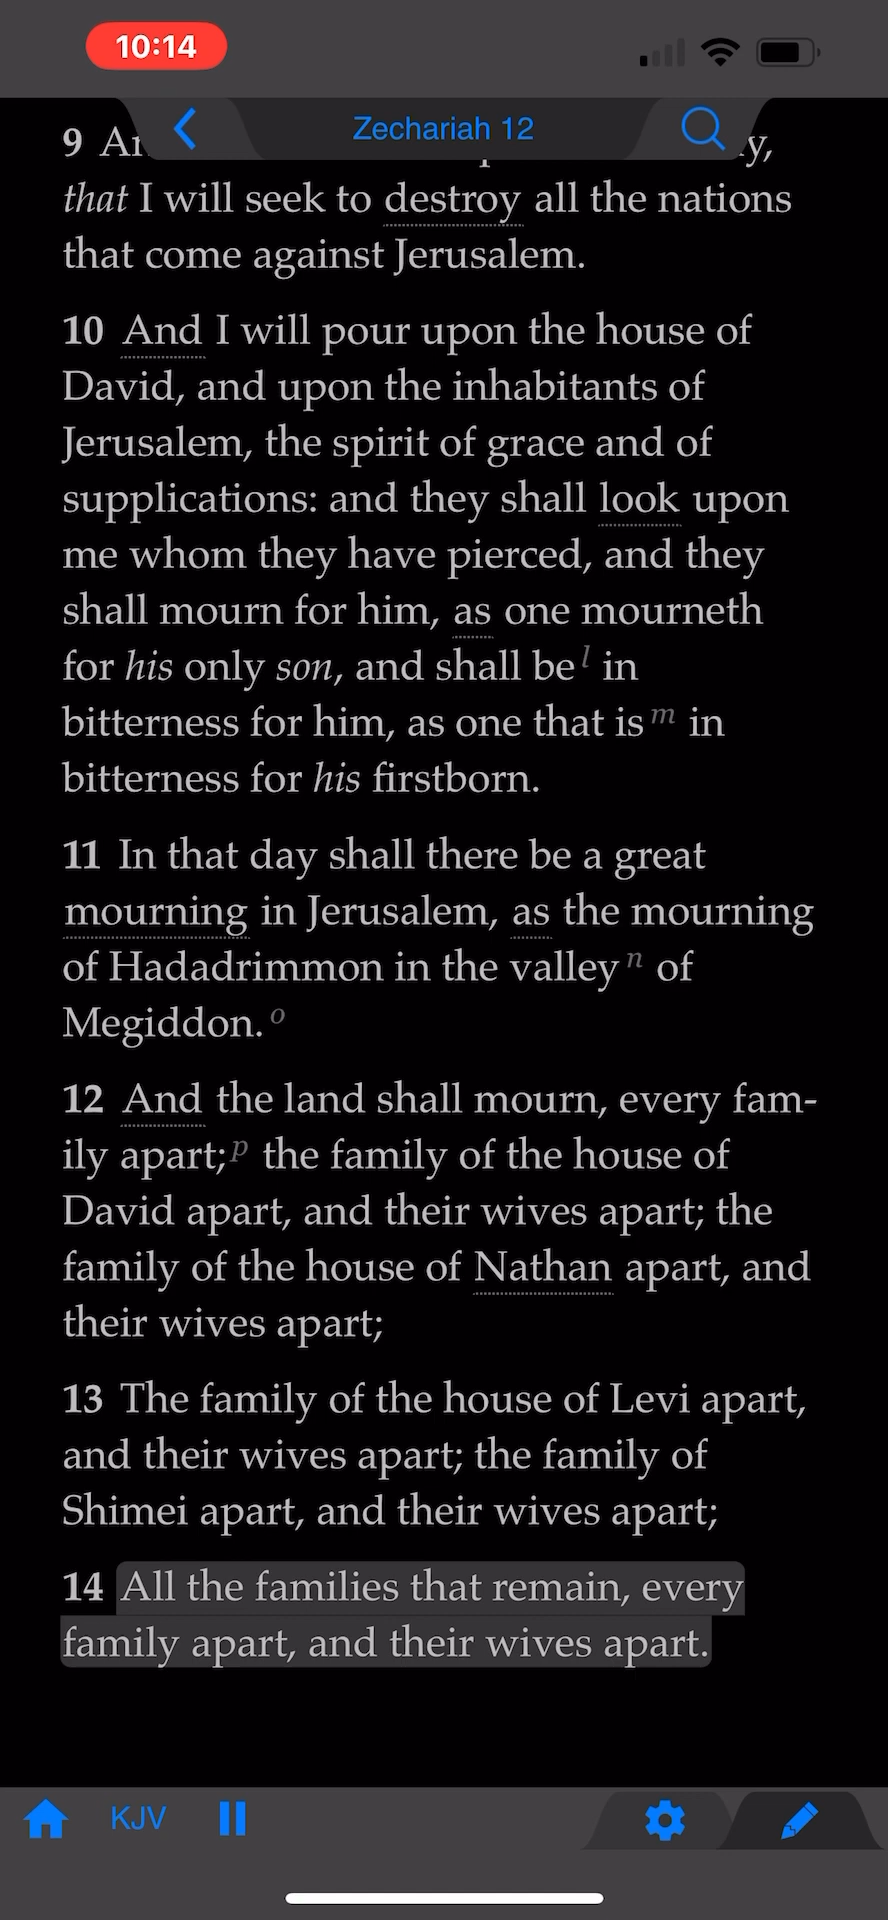 10:14
Zechariah 12
9
that I will seek to destroy all the nations
that come against Jerusalem.
10 And I will pour upon the house of
David, and upon the inhabitants of
Jerusalem, the spirit of grace and of
supplications: and they shall look upon
me whom they have pierced, and they
shall mourn for him, as one mourneth
for his only son, and shall be l in
bitterness for him, as one that is m in
bitterness for his firstborn.
11 In that day shall there be a great
mourning in Jerusalem, as the mourning
of Hadadrimmon in the valley n of
Megiddon. o
12 And the land shall mourn, every fam-
ily apart; p the family of the house of
David apart, and their wives apart; the
family of the house of Nathan apart, and
their wives apart;
13 The family of the house of Levi apart,
and their wives apart; the family of
Shimei apart, and their wives apart;
14 All the families that remain, every
family apart, and their wives apart.
KJV